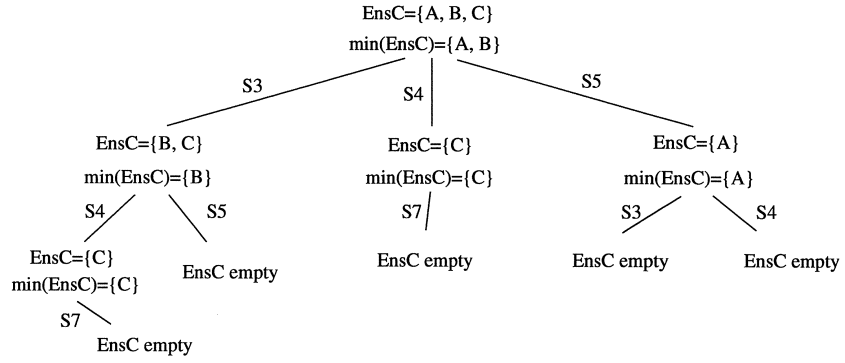 EnsC={A, B, C}
min(EnsC)={A, B}
S3
S4
S5
EnsC={B, C}
min(EnsC)={B}
EnsC={C}
min(EnsC)={C}
EnsC={A}
min(EnsC)={A}
S4
S5
S7
S3
S4
EnsC={C}
min(EnsC)={C}
EnsC empty
EnsC empty
EnsC empty
EnsC empty
S7
EnsC empty